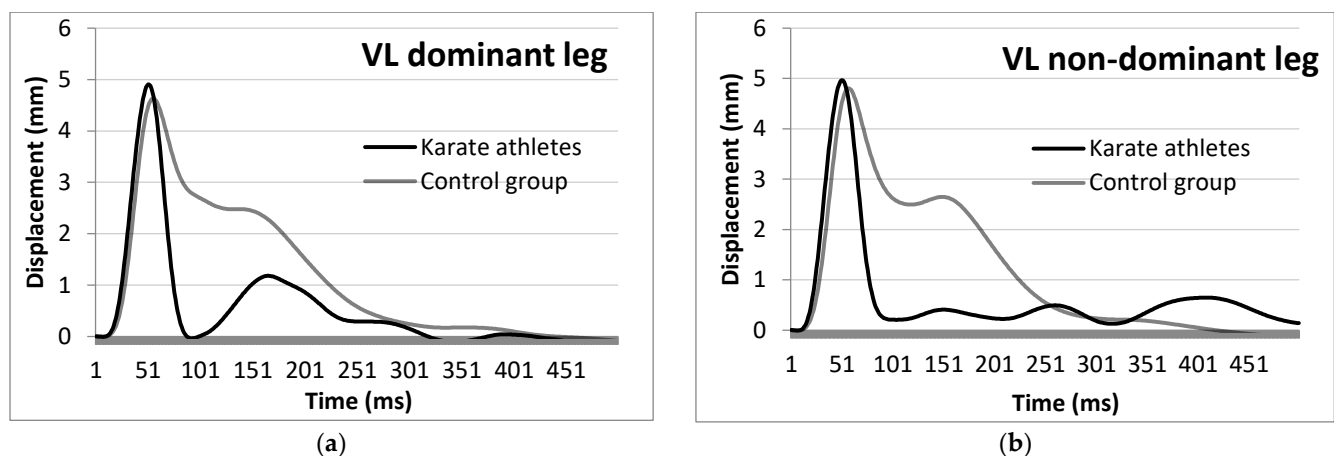 VL dominant leg
6
5
4
3
2
1
0
Displacement (mm)
Karate athletes
Control group
1 51 101 151 201 251 301 351 401 451
Time (ms)
(a)
VL non-dominant leg
6
5
4
3
2
1
0
Displacement (mm)
Karate athletes
Control group
1 51 101 151 201 251 301 351 401 451
Time (ms)
(b)